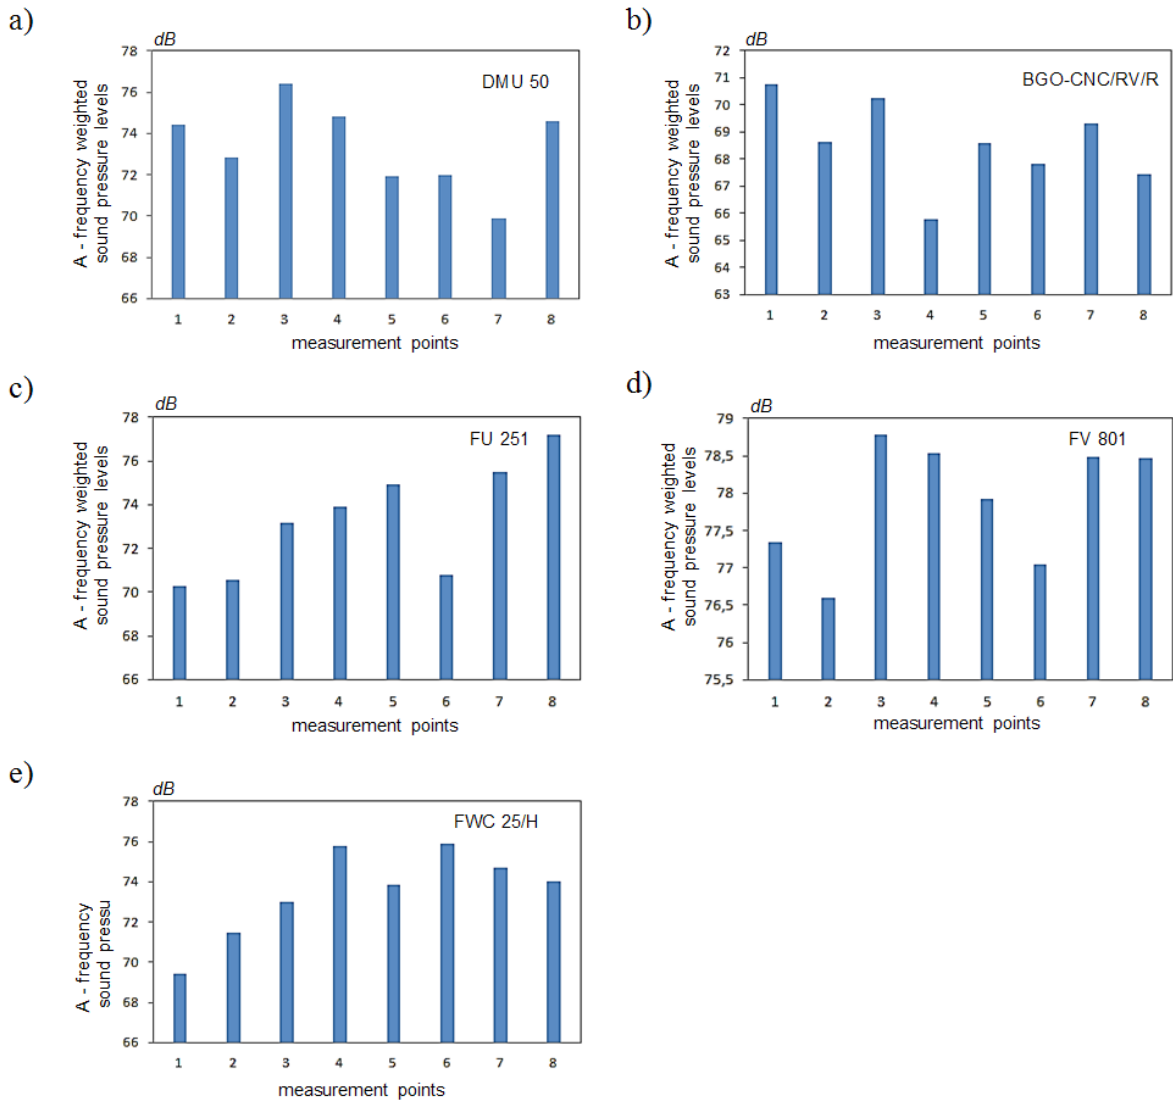 a)
dB
DMU 50
A - frequency weighted
sound pressure levels
78
76
74
72
70
68
66
1 2 3 4 5 6 7 8
measurement points
b)
dB
BGO-CNC/RV/R
A - frequency weighted
sound pressure levels
72
71
70
69
68
67
66
65
64
63
1 2 3 4 5 6 7 8
measurement points
c)
dB
FU 251
A - frequency weighted
sound pressure levels
78
76
74
72
70
68
66
1 2 3 4 5 6 7 8
measurement points
d)
dB
FV 801
A - frequency weighted
sound pressure levels
79
78,5
78
77,5
77
76,5
76
75,5
1 2 3 4 5 6 7 8
measurement points
e)
dB
FWC 25/H
A - frequency
sound pressu
78
76
74
72
70
68
66
1 2 3 4 5 6 7 8
measurement points